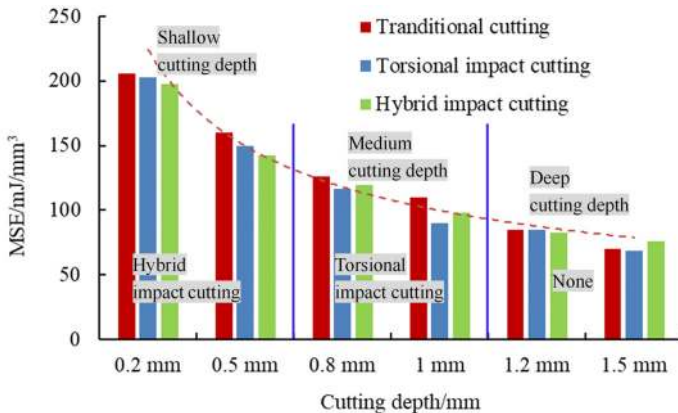 250
200
150
100
50
0
MSE/mJ/mm³
Shallow
cutting depth
Tranditional cutting
Torsional impact cutting
Hybrid impact cutting
Medium
cutting depth
Deep
cutting depth
Hybrid
impact cutting
Torsional
impact cutting
None
0.2 mm
0.5 mm
0.8 mm
1 mm
1.2 mm
1.5 mm
Cutting depth/mm